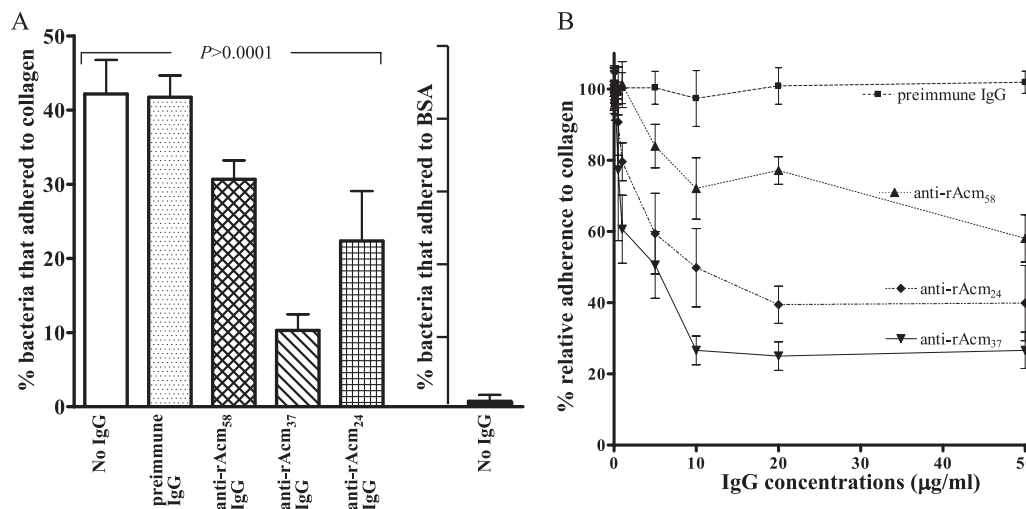 A
% bacteria that adhered to collagen
50
40
30
20
10
0
P>0.0001
No IgG
preimmune
IgG
anti-rAcm58
IgG
anti-rAcm37
IgG
anti-rAcm24
IgG
% bacteria that adhered to BSA
No IgG
B
% relative adherence to collagen
100
80
60
40
20
0
preimmune IgG
anti-rAcm58
anti-rAcm24
anti-rAcm37
0 10 20 30 40 50
IgG concentrations (µg/ml)